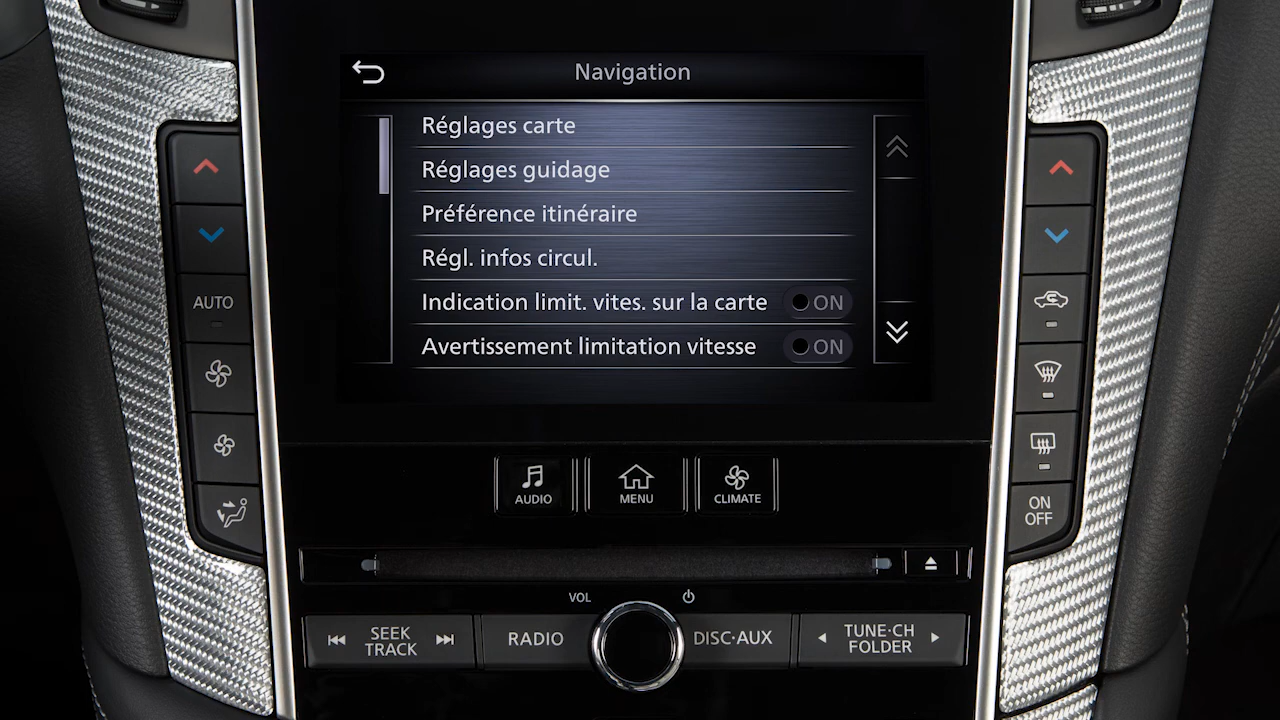 Navigation
Réglages carte
Réglages guidage
Préférence itinéraire
Régl. infos circul.
Indication limit. vites. sur la carte ON
Avertissement limitation vitesse ON
AUTO
ON
OFF
AUDIO
MENU
CLIMATE
VOL
SEEK
TRACK
RADIO
DISC·AUX
TUNE·CH
FOLDER